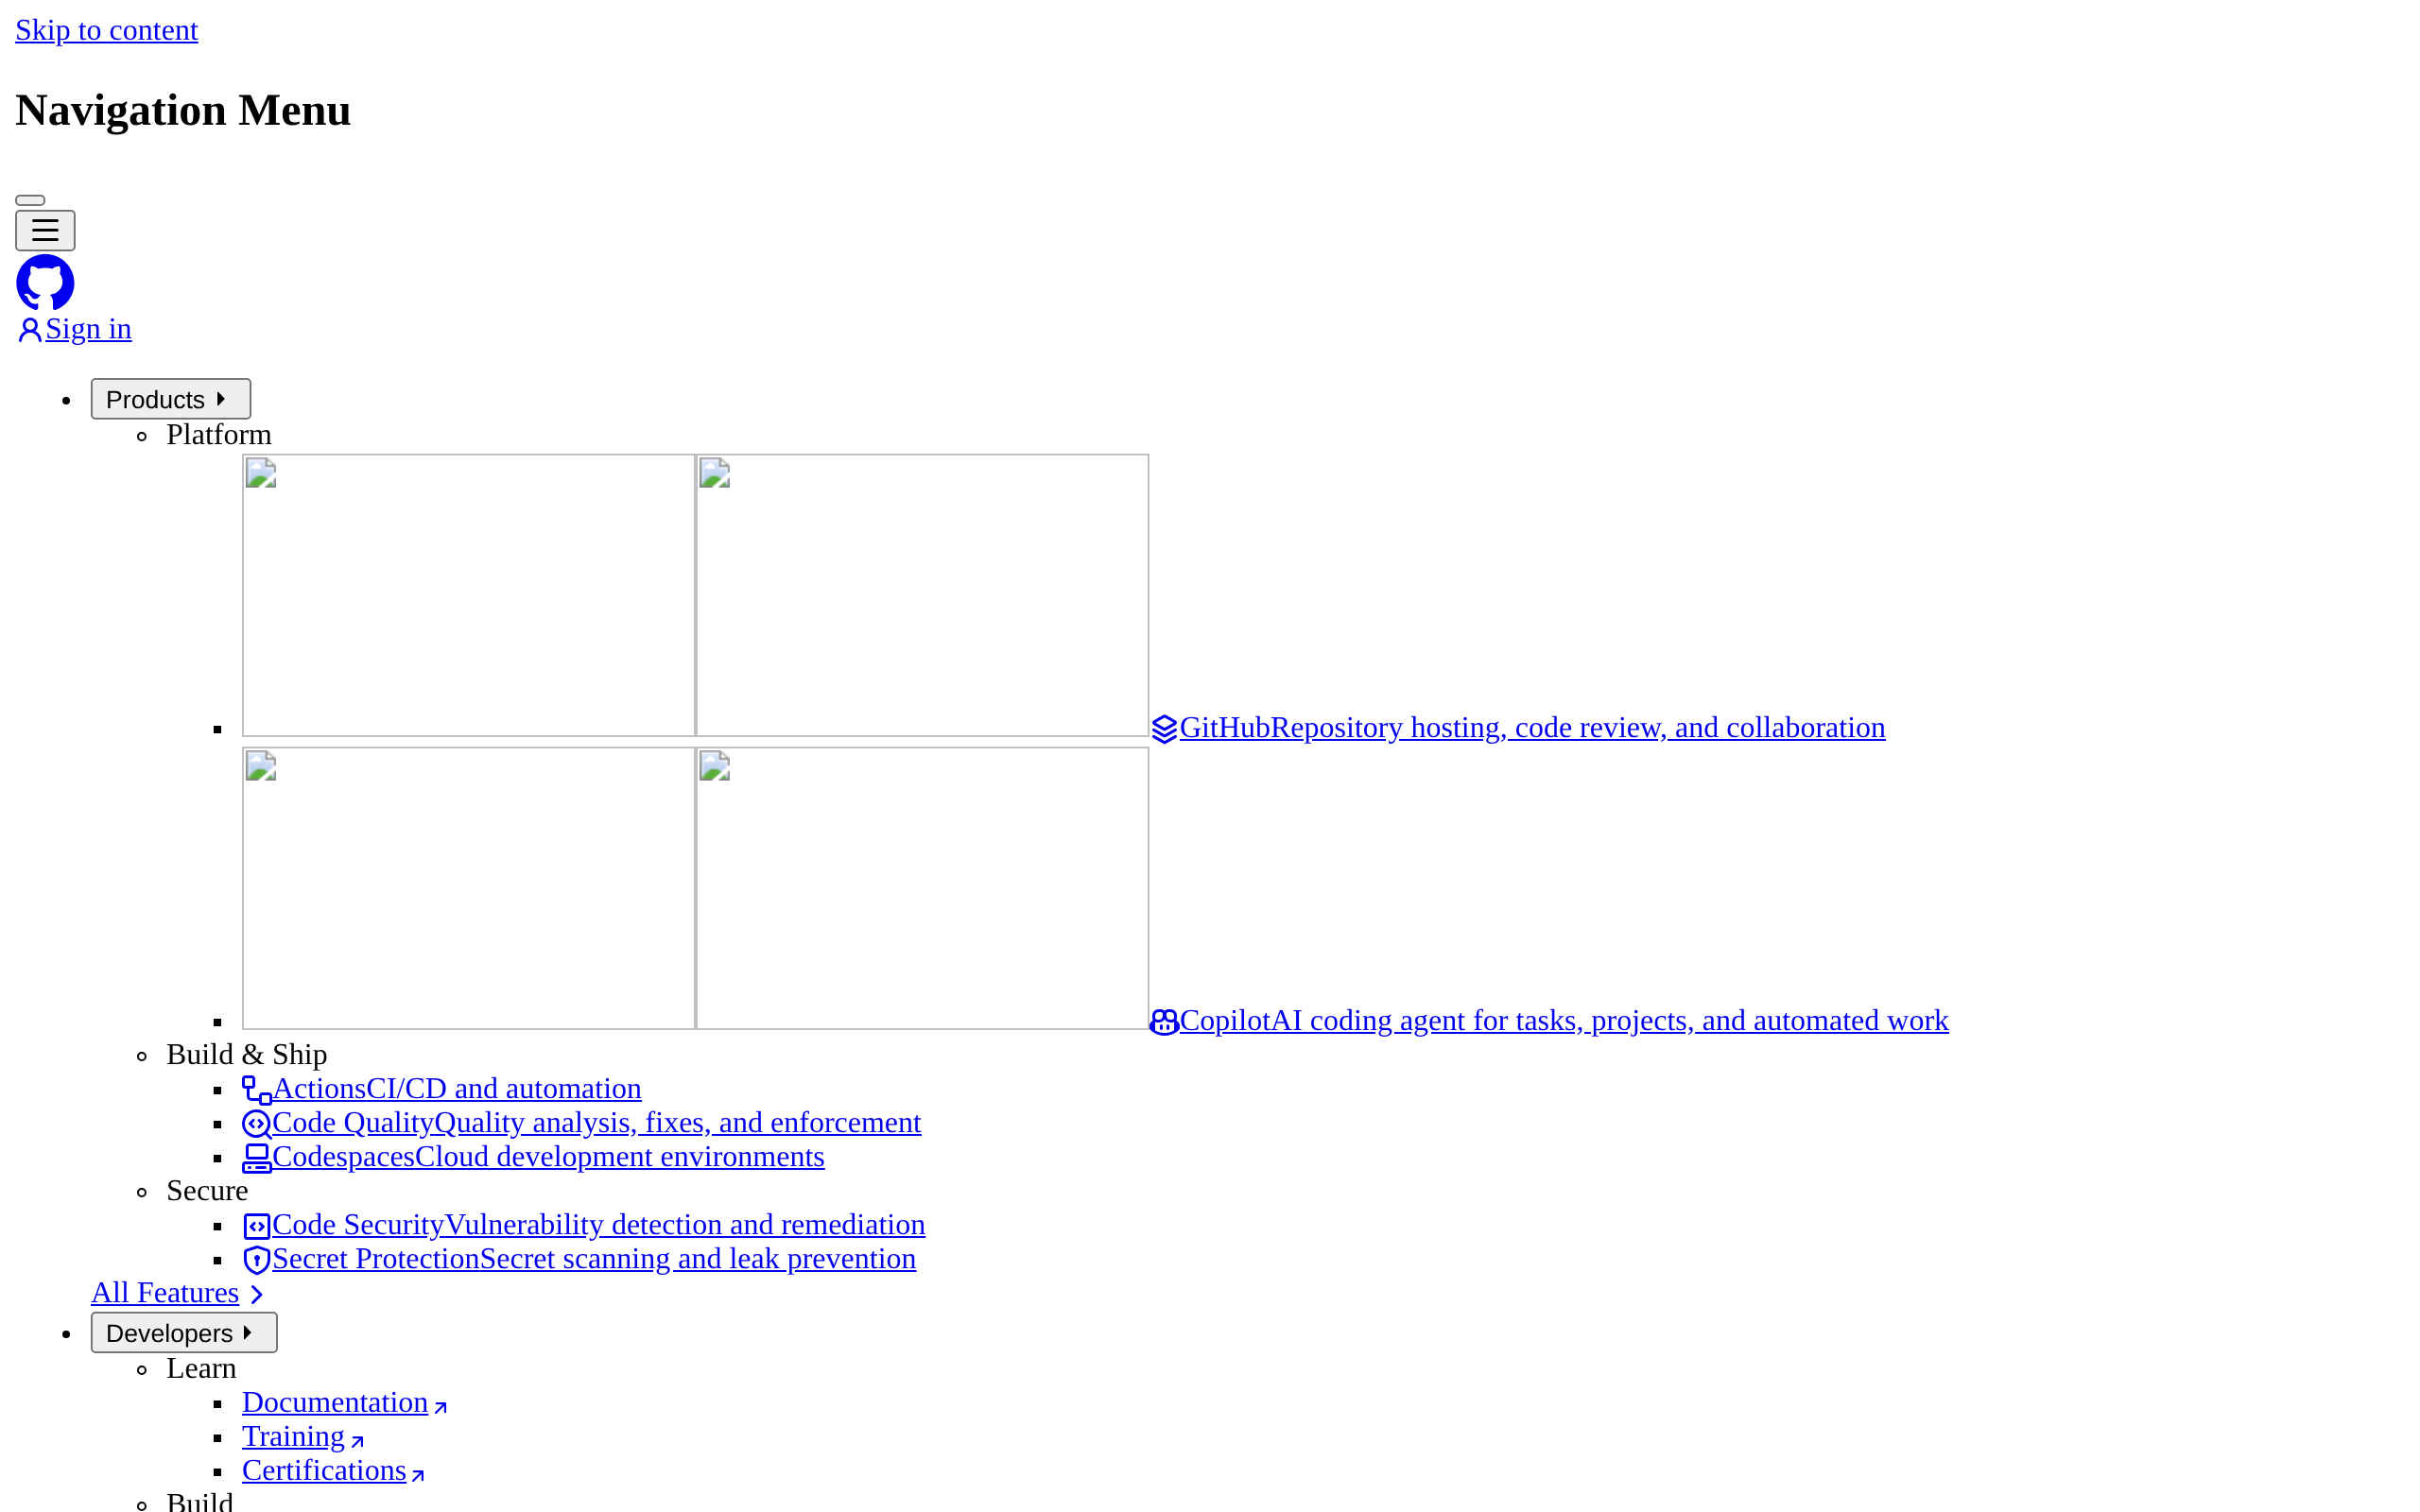 Skip to content
Navigation Menu
Sign in
Products
Platform
GitHubRepository hosting, code review, and collaboration
CopilotAI coding agent for tasks, projects, and automated work
Build & Ship
ActionsCI/CD and automation
Code QualityQuality analysis, fixes, and enforcement
CodespacesCloud development environments
Secure
Code SecurityVulnerability detection and remediation
Secret ProtectionSecret scanning and leak prevention
All Features
Developers
Learn
Documentation
Training
Certifications
Build